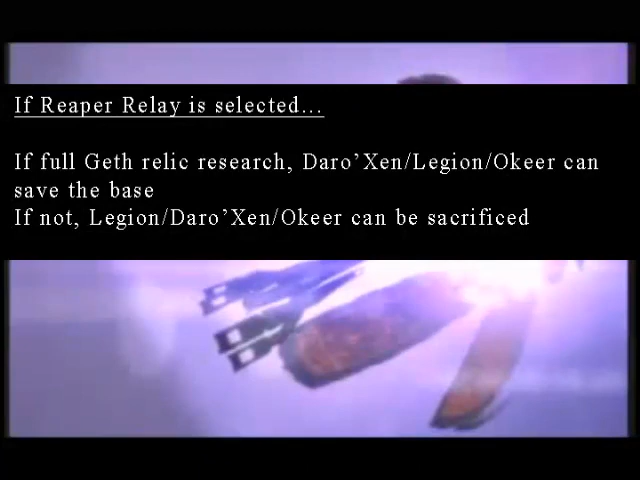 If Reaper Relay is selected...
If full Geth relic research, Daro'Xen/Legion/Okeer can
save the base
If not, Legion/Daro'Xen/Okeer can be sacrificed